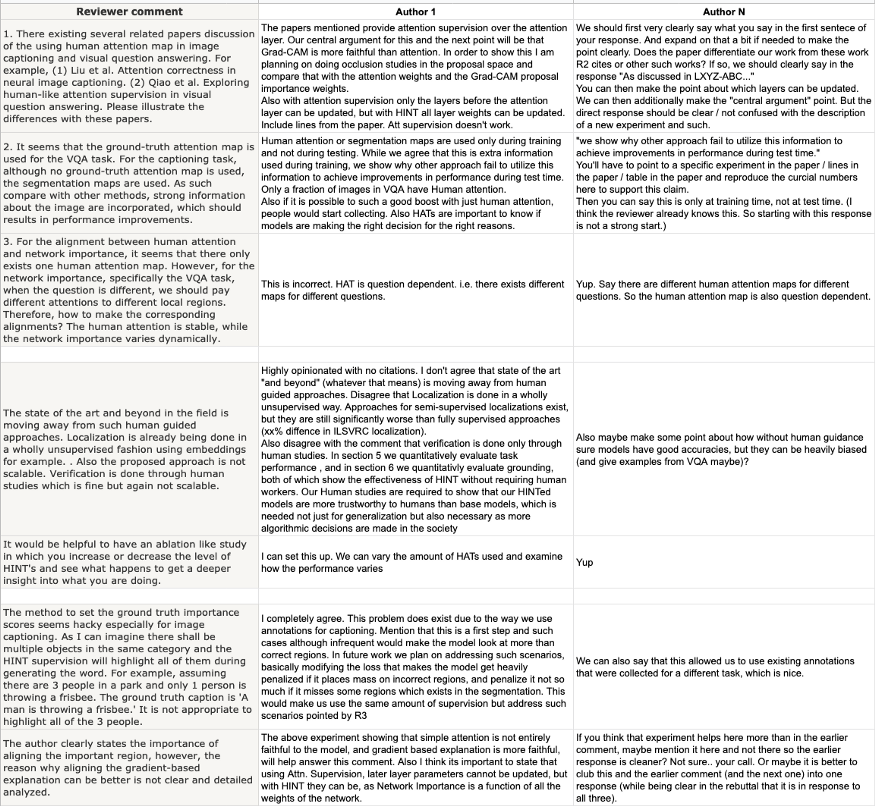 Reviewer comment
Author 1
Author N
1. There existing several related papers discussion
of the using human attention map in image
captioning and visual question answering. For
example, (1) Liu et al. Attention correctness in
neural image captioning. (2) Qiao et al. Exploring
human-like attention supervision in visual
question answering. Please illustrate the
differences with these papers.
The papers mentioned provide attention supervision over the attention
layer. Our central argument for this and the next point will be that
Grad-CAM is more faithful than attention. In order to show this I am
planning on doing occlusion studies in the proposal space and
compare that with the attention weights and the Grad-CAM proposal
importance weights.
Also with attention supervision only the layers before the attention
layer can be updated, but with HINT all layer weights can be updated.
Include lines from the paper. Att supervision doesn't work.
We should first very clearly say what you say in the first sentece of
your response. And expand on that a bit if needed to make the
point clearly. Does the paper differentiate our work from these work
R2 cites or other such works? If so, we should clearly say in the
response "As discussed in LXYZ-ABC..."
You can then make the point about which layers can be updated.
We can then additionally make the "central argument" point. But the
direct response should be clear / not confused with the description
of a new experiment and such.
2. It seems that the ground-truth attention map is
used for the VQA task. For the captioning task,
although no ground-truth attention map is used,
the segmentation maps are used. As such
compare with other methods, strong information
about the image are incorporated, which should
results in performance improvements.
Human attention or segmentation maps are used only during training
and not during testing. While we agree that this is extra information
used during training, we show why other approach fail to utilize this
information to achieve improvements in performance during test time.
Only a fraction of images in VQA have Human attention.
Also if it is possible to such a good boost with just human attention,
people would start collecting. Also HATs are important to know if
models are making the right decision for the right reasons.
"we show why other approach fail to utilize this information to
achieve improvements in performance during test time."
You'll have to point to a specific experiment in the paper / lines in
the paper / table in the paper and reproduce the curcial numbers
here to support this claim.
Then you can say this is only at training time, not at test time. (I
think the reviewer already knows this. So starting with this response
is not a strong start.)
3. For the alignment between human attention
and network importance, it seems that there only
exists one human attention map. However, for the
network importance, specifically the VQA task,
when the question is different, we should pay
different attentions to different local regions.
Therefore, how to make the corresponding
alignments? The human attention is stable, while
the network importance varies dynamically.
This is incorrect. HAT is question dependent. i.e. there exists different
maps for different questions.
Yup. Say there are different human attention maps for different
questions. So the human attention map is also question dependent.
The state of the art and beyond in the field is
moving away from such human guided
approaches. Localization is already being done in
a wholly unsupervised fashion using embeddings
for example. . Also the proposed approach is not
scalable. Verification is done through human
studies which is fine but again not scalable.
Highly opinionated with no citations. I don't agree that state of the art
"and beyond" (whatever that means) is moving away from human
guided approaches. Disagree that Localization is done in a wholly
unsupervised way. Approaches for semi-supervised localizations exist,
but they are still significantly worse than fully supervised approaches
(xx% diffence in ILSVRC localization).
Also disagree with the comment that verification is done only through
human studies. In section 5 we quantitatively evaluate task
performance , and in section 6 we quantitativly evaluate grounding,
both of which show the effectiveness of HINT without requiring human
workers. Our Human studies are required to show that our HINTed
models are more trustworthy to humans than base models, which is
needed not just for generalization but also necessary as more
algorithmic decisions are made in the society
Also maybe make some point about how without human guidance
sure models have good accuracies, but they can be heavily biased
(and give examples from VQA maybe)?
It would be helpful to have an ablation like study
in which you increase or decrease the level of
HINT's and see what happens to get a deeper
insight into what you are doing.
I can set this up. We can vary the amount of HATs used and examine
how the performance varies
Yup
The method to set the ground truth importance
scores seems hacky especially for image
captioning. As I can imagine there shall be
multiple objects in the same category and the
HINT supervision will highlight all of them during
generating the word. For example, assuming
there are 3 people in a park and only 1 person is
throwing a frisbee. The ground truth caption is 'A
man is throwing a frisbee.' It is not appropriate to
highlight all of the 3 people.
I completely agree. This problem does exist due to the way we use
annotations for captioning. Mention that this is a first step and such
cases although infrequent would make the model look at more than
correct regions. In future work we plan on addressing such scenarios,
basically modifying the loss that makes the model get heavily
penalized if it places mass on incorrect regions, and penalize it not so
much if it misses some regions which exists in the segmentation. This
would make us use the same amount of supervision but address such
scenarios pointed by R3
We can also say that this allowed us to use existing annotations
that were collected for a different task, which is nice.
The author clearly states the importance of
aligning the important region, however, the
reason why aligning the gradient-based
explanation can be better is not clear and detailed
analyzed.
The above experiment showing that simple attention is not entirely
faithful to the model, and gradient based explanation is more faithful,
will help answer this comment. Also I think its important to state that
using Attn. Supervision, later layer parameters cannot be updated, but
with HINT they can be, as Network Importance is a function of all the
weights of the network.
If you think that experiment helps here more than in the earlier
comment, maybe mention it here and not there so the earlier
response is cleaner? Not sure.. your call. Or maybe it is better to
club this and the earlier comment (and the next one) into one
response (while being clear in the rebuttal that it is in response to
all three).